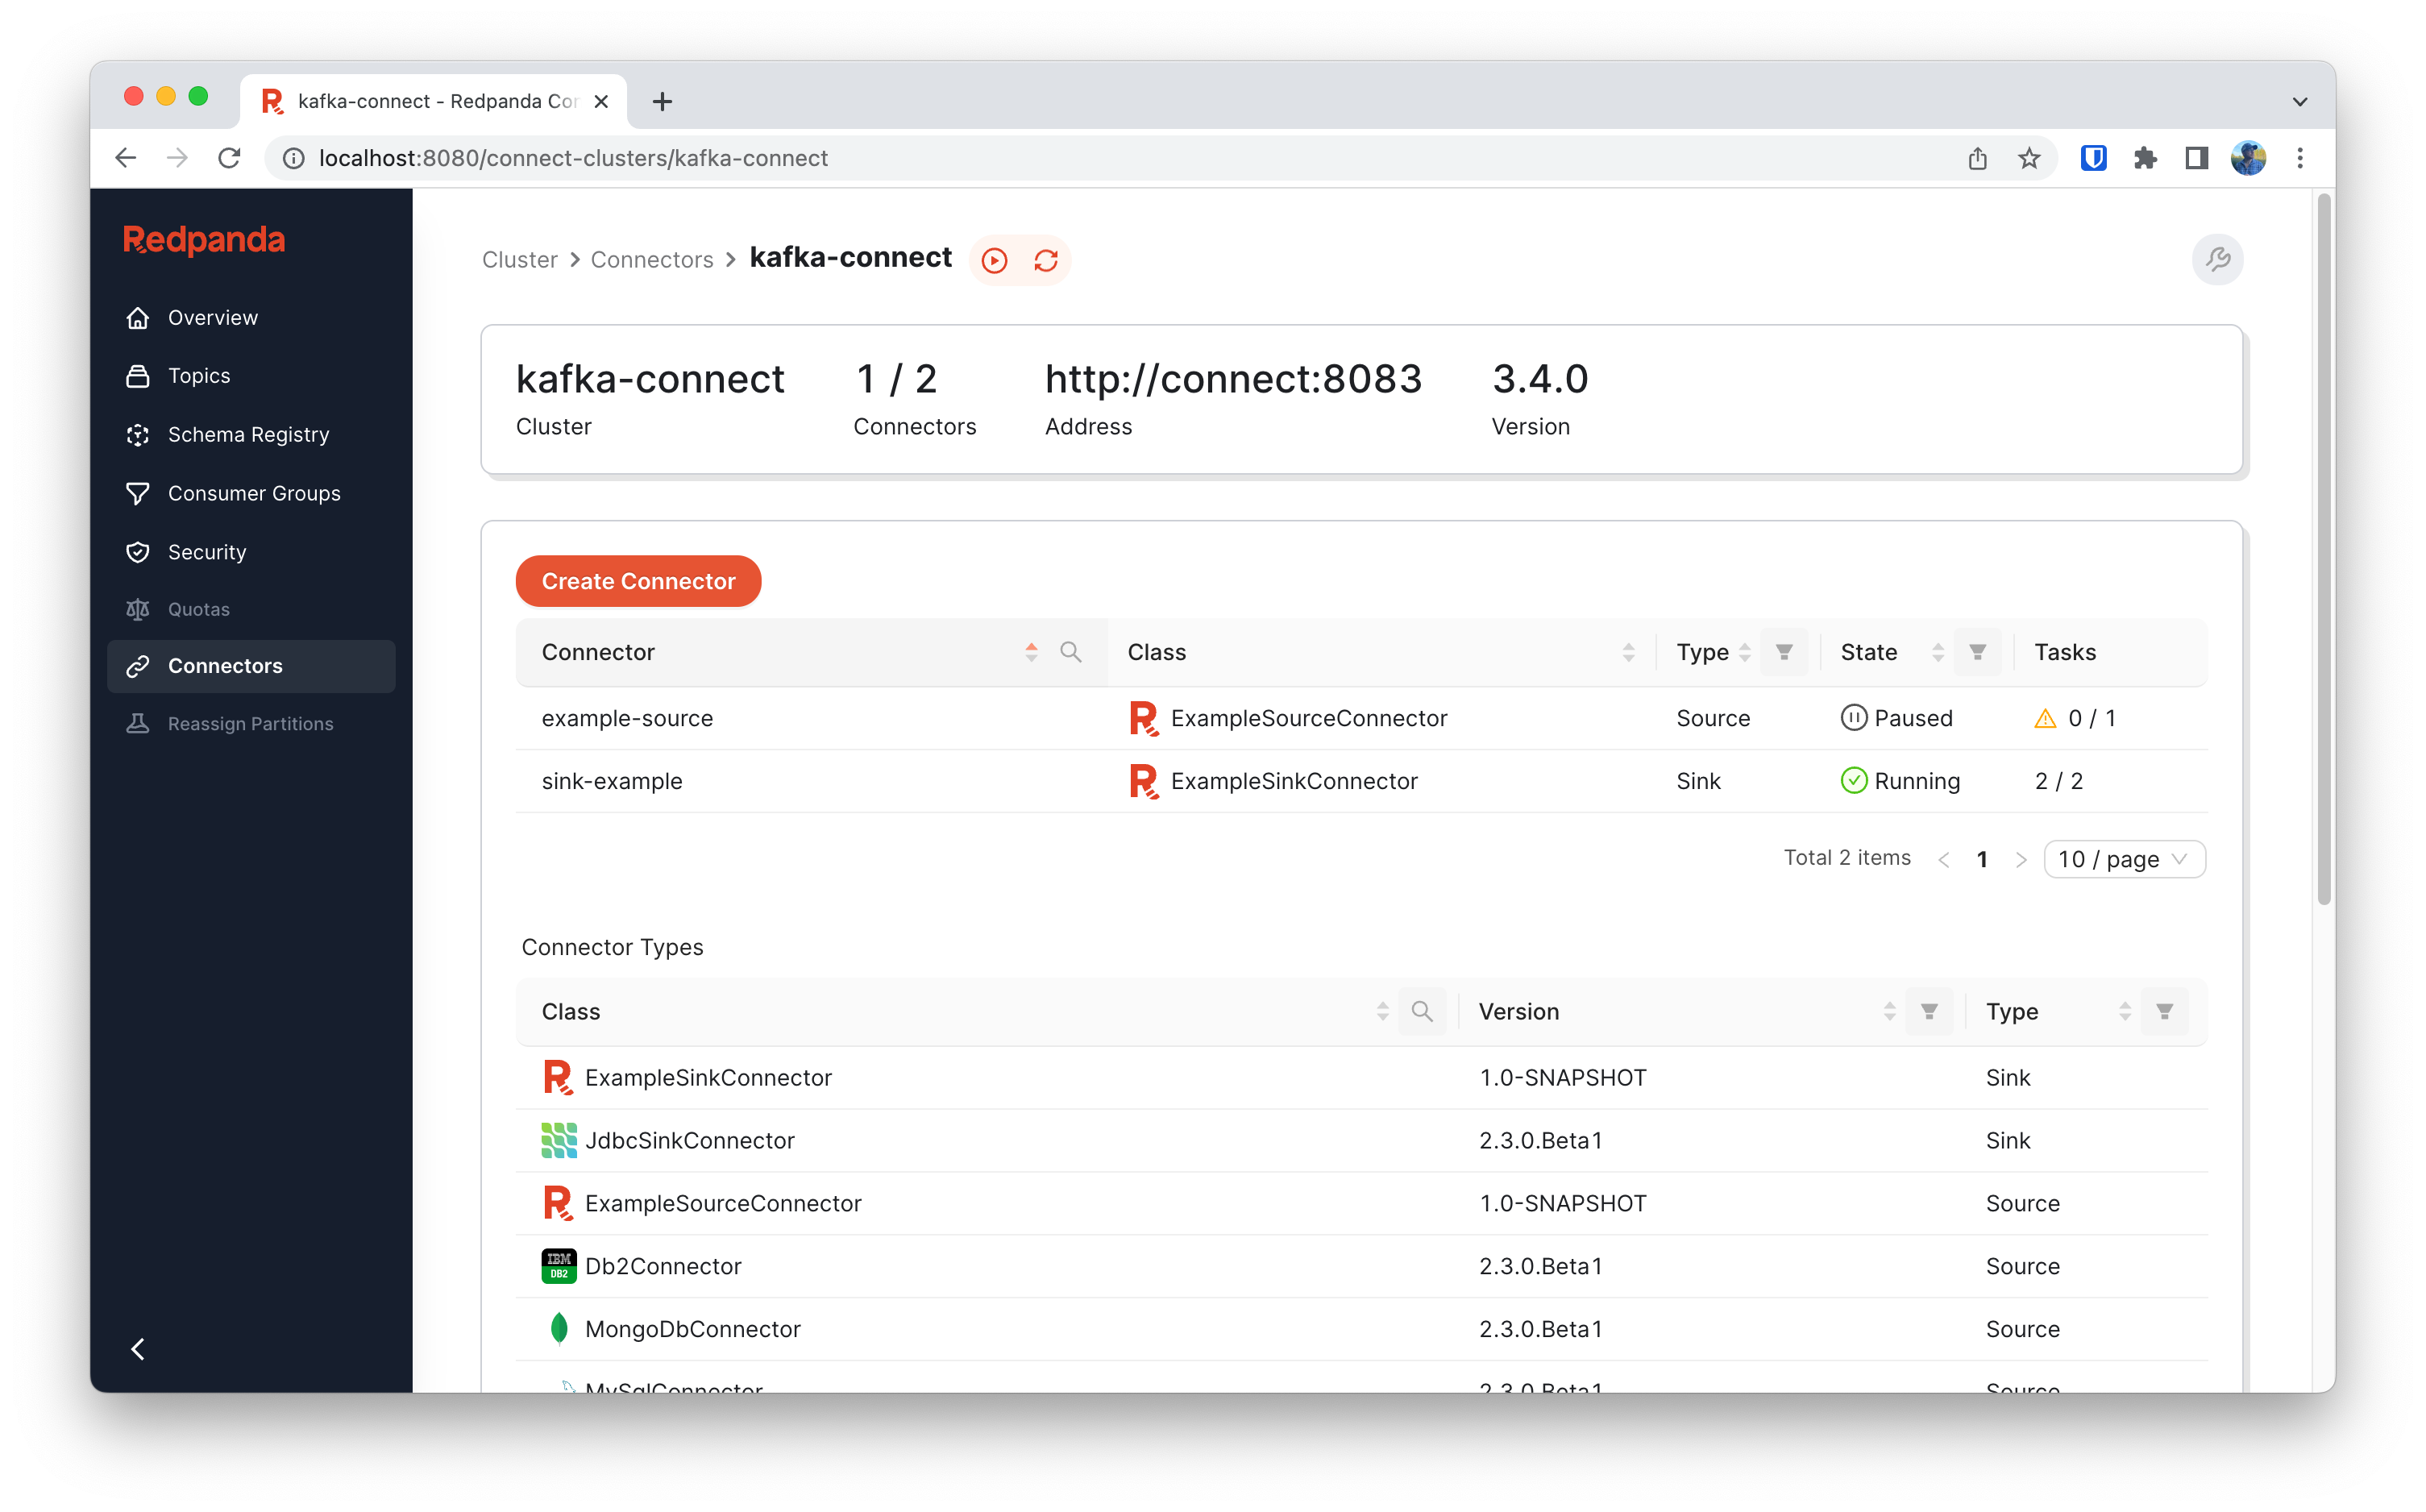 kafka-connect - Redpanda Con
localhost:8080/connect-clusters/kafka-connect
Redpanda
Overview
Topics
Schema Registry
Consumer Groups
Security
Quotas
Connectors
Reassign Partitions
Cluster > Connectors > kafka-connect
kafka-connect 1 / 2 http://connect:8083 3.4.0
Cluster Connectors Address Version
Create Connector
Connector Class Type State Tasks
example-source ExampleSourceConnector Source Paused 0 / 1
sink-example ExampleSinkConnector Sink Running 2 / 2
Total 2 items < 1 > 10 / page
Connector Types
Class Version Type
ExampleSinkConnector 1.0-SNAPSHOT Sink
JdbcSinkConnector 2.3.0.Beta1 Sink
ExampleSourceConnector 1.0-SNAPSHOT Source
IBM DB2 Db2Connector 2.3.0.Beta1 Source
MongoDbConnector 2.3.0.Beta1 Source
MySqlConnector 2.3.0.Beta1 Source